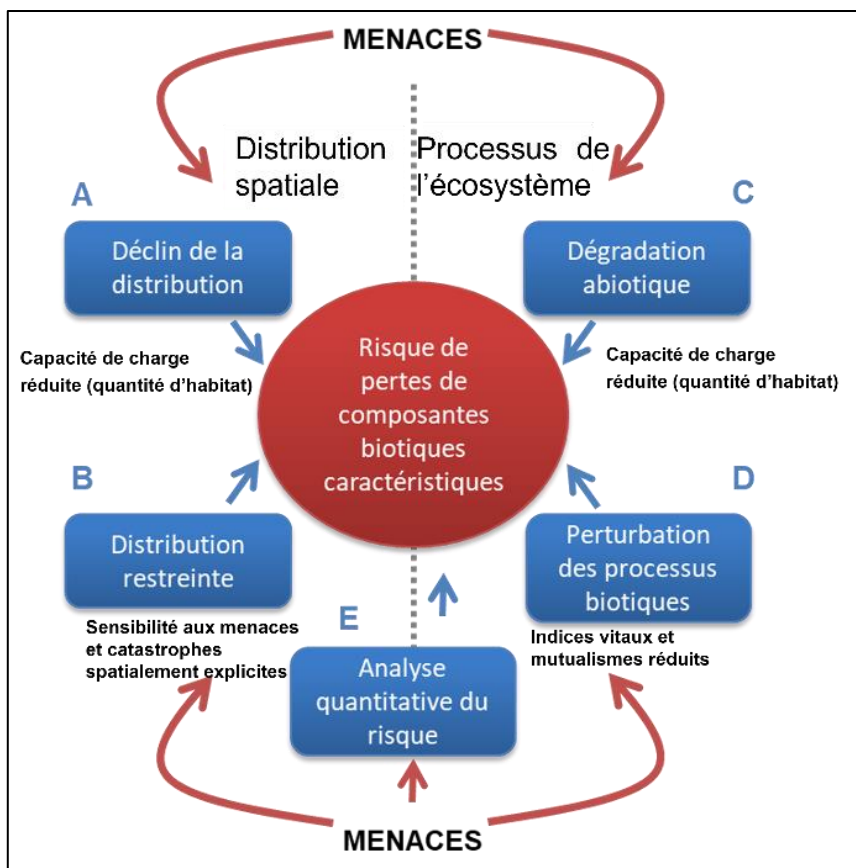 MENACES
Distribution
spatiale
Processus de
l'écosystème
A
Déclin de la
distribution
C
Dégradation
abiotique
Capacité de charge
réduite (quantité d'habitat)
Risque de
pertes de
composantes
biotiques
caractéristiques
Capacité de charge
réduite (quantité d'habitat)
B
Distribution
restreinte
Sensibilité aux menaces
et catastrophes
spatialement explicites
D
Perturbation
des processus
biotiques
Indices vitaux et
mutualismes réduits
E
Analyse
quantitative du
risque
MENACES